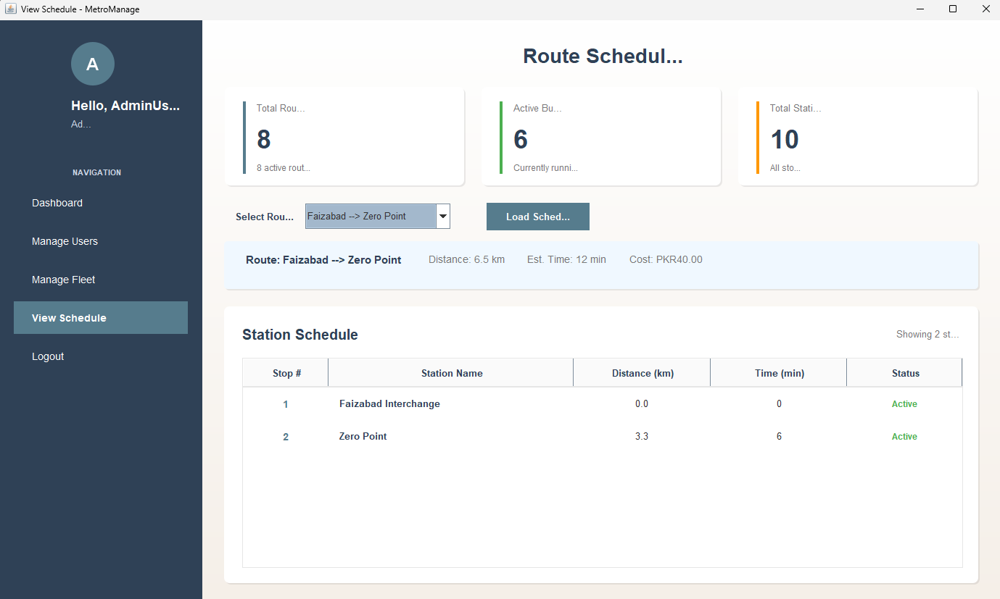 View Schedule - MetroManage
A
Hello, AdminUs...
Ad...
NAVIGATION
Dashboard
Manage Users
Manage Fleet
View Schedule
Logout
Route Schedul...
Total Rou...
8
8 active rout...
Active Bu...
6
Currently runni...
Total Stati...
10
All sto...
Select Rou... Faizabad --> Zero Point Load Sched...
Route: Faizabad --> Zero Point Distance: 6.5 km Est. Time: 12 min Cost: PKR40.00
Station Schedule Showing 2 st...
Stop # Station Name Distance (km) Time (min) Status
1 Faizabad Interchange 0.0 0 Active
2 Zero Point 3.3 6 Active